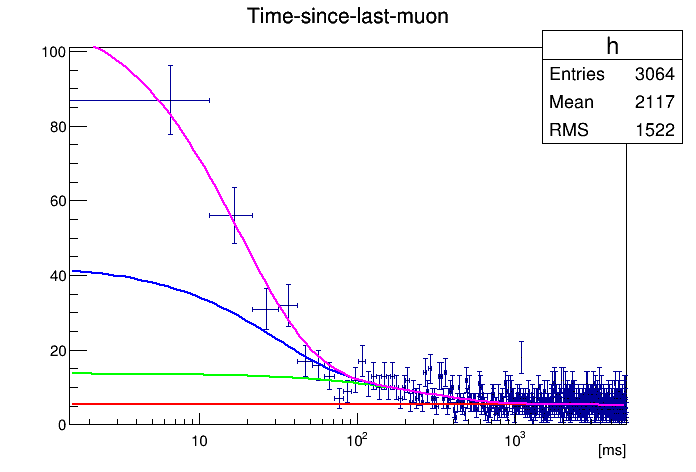 Time-since-last-muon
h
Entries 3064
Mean 2117
RMS 1522
100
80
60
40
20
0
10 10² 10³
[ms]